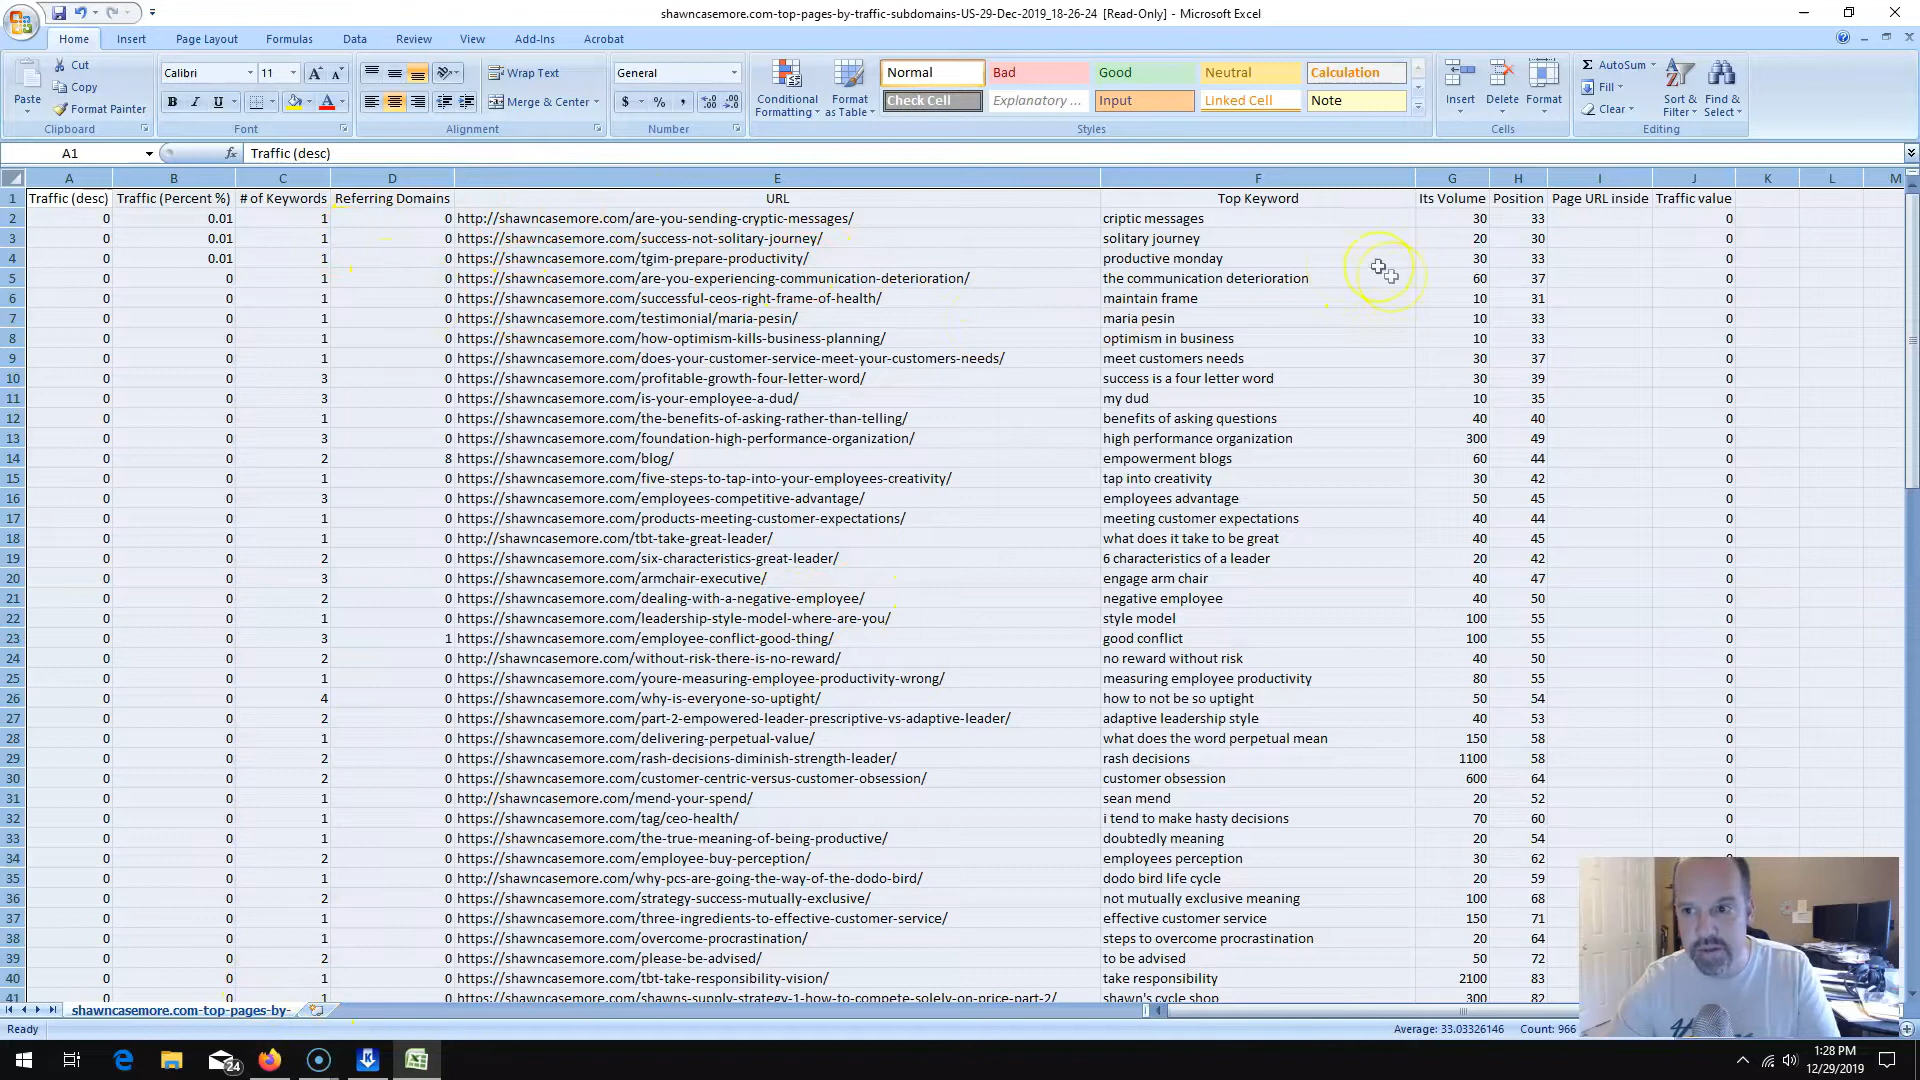 shawncasemore.com-top-pages-by-traffic-subdomains-US-29-Dec-2019_18-26-24 [Read-Only] - Microsoft Excel
Home Insert Page Layout Formulas Data Review View Add-Ins Acrobat
Paste Cut Copy Format Painter Clipboard
Calibri 11 B I U Font
Wrap Text Merge & Center Alignment
General $ % , Number
Conditional Formatting Format as Table
Normal Bad Good Neutral Calculation
Check Cell Explanatory ... Input Linked Cell Note
Styles
Insert Delete Format Cells
Σ AutoSum Fill Clear Sort & Filter Find & Select Editing
A1 fx Traffic (desc)
A B C D E F G H I J K L M
1 Traffic (desc) Traffic (Percent %) # of Keywords Referring Domains URL Top Keyword Its Volume Position Page URL inside Traffic value
2 0 0.01 1 0 http://shawncasemore.com/are-you-sending-cryptic-messages/ criptic messages 30 33 0
3 0 0.01 1 0 https://shawncasemore.com/success-not-solitary-journey/ solitary journey 20 30 0
4 0 0.01 1 0 https://shawncasemore.com/tgim-prepare-productivity/ productive monday 30 33 0
5 0 0 1 0 https://shawncasemore.com/are-you-experiencing-communication-deterioration/ the communication deterioration 60 37 0
6 0 0 1 0 https://shawncasemore.com/successful-ceos-right-frame-of-health/ maintain frame 10 31 0
7 0 0 1 0 https://shawncasemore.com/testimonial/maria-pesin/ maria pesin 10 33 0
8 0 0 1 0 https://shawncasemore.com/how-optimism-kills-business-planning/ optimism in business 10 33 0
9 0 0 1 0 https://shawncasemore.com/does-your-customer-service-meet-your-customers-needs/ meet customers needs 30 37 0
10 0 0 3 0 https://shawncasemore.com/profitable-growth-four-letter-word/ success is a four letter word 30 39 0
11 0 0 3 0 https://shawncasemore.com/is-your-employee-a-dud/ my dud 10 35 0
12 0 0 1 0 https://shawncasemore.com/the-benefits-of-asking-rather-than-telling/ benefits of asking questions 40 40 0
13 0 0 3 0 https://shawncasemore.com/foundation-high-performance-organization/ high performance organization 300 49 0
14 0 0 2 8 https://shawncasemore.com/blog/ empowerment blogs 60 44 0
15 0 0 1 0 https://shawncasemore.com/five-steps-to-tap-into-your-employees-creativity/ tap into creativity 30 42 0
16 0 0 3 0 https://shawncasemore.com/employees-competitive-advantage/ employees advantage 50 45 0
17 0 0 1 0 https://shawncasemore.com/products-meeting-customer-expectations/ meeting customer expectations 40 44 0
18 0 0 1 0 http://shawncasemore.com/tbt-take-great-leader/ what does it take to be great 40 45 0
19 0 0 2 0 https://shawncasemore.com/six-characteristics-great-leader/ 6 characteristics of a leader 20 42 0
20 0 0 3 0 http://shawncasemore.com/armchair-executive/ engage arm chair 40 47 0
21 0 0 2 0 https://shawncasemore.com/dealing-with-a-negative-employee/ negative employee 40 50 0
22 0 0 1 0 https://shawncasemore.com/leadership-style-model-where-are-you/ style model 100 55 0
23 0 0 3 1 http://shawncasemore.com/employee-conflict-good-thing/ good conflict 100 55 0
24 0 0 2 0 http://shawncasemore.com/without-risk-there-is-no-reward/ no reward without risk 40 50 0
25 0 0 1 0 https://shawncasemore.com/youre-measuring-employee-productivity-wrong/ measuring employee productivity 80 55 0
26 0 0 4 0 http://shawncasemore.com/why-is-everyone-so-uptight/ how to not be so uptight 50 54 0
27 0 0 2 0 https://shawncasemore.com/part-2-empowered-leader-prescriptive-vs-adaptive-leader/ adaptive leadership style 40 53 0
28 0 0 1 0 https://shawncasemore.com/delivering-perpetual-value/ what does the word perpetual mean 150 58 0
29 0 0 2 0 https://shawncasemore.com/rash-decisions-diminish-strength-leader/ rash decisions 1100 58 0
30 0 0 2 0 https://shawncasemore.com/customer-centric-versus-customer-obsession/ customer obsession 600 64 0
31 0 0 1 0 http://shawncasemore.com/mend-your-spend/ sean mend 20 52 0
32 0 0 1 0 http://shawncasemore.com/tag/ceo-health/ i tend to make hasty decisions 70 60 0
33 0 0 1 0 https://shawncasemore.com/the-true-meaning-of-being-productive/ doubtedly meaning 20 54 0
34 0 0 2 0 http://shawncasemore.com/employee-buy-perception/ employees perception 30 62 0
35 0 0 1 0 https://shawncasemore.com/why-pcs-are-going-the-way-of-the-dodo-bird/ dodo bird life cycle 20 59
36 0 0 2 0 https://shawncasemore.com/strategy-success-mutually-exclusive/ not mutually exclusive meaning 100 68
37 0 0 1 0 https://shawncasemore.com/three-ingredients-to-effective-customer-service/ effective customer service 150 71
38 0 0 1 0 https://shawncasemore.com/overcome-procrastination/ steps to overcome procrastination 20 64
39 0 0 2 0 https://shawncasemore.com/please-be-advised/ to be advised 50 72
40 0 0 1 0 https://shawncasemore.com/tbt-take-responsibility-vision/ take responsibility 2100 83
41 0 0 1 0 https://shawncasemore.com/shawns-supply-strategy-1-how-to-compete-solely-on-price-part-2/ shawn's cycle shop 300 82
shawncasemore.com-top-pages-by-
Ready Average: 33.03326146 Count: 966
24 1:28 PM
12/29/2019